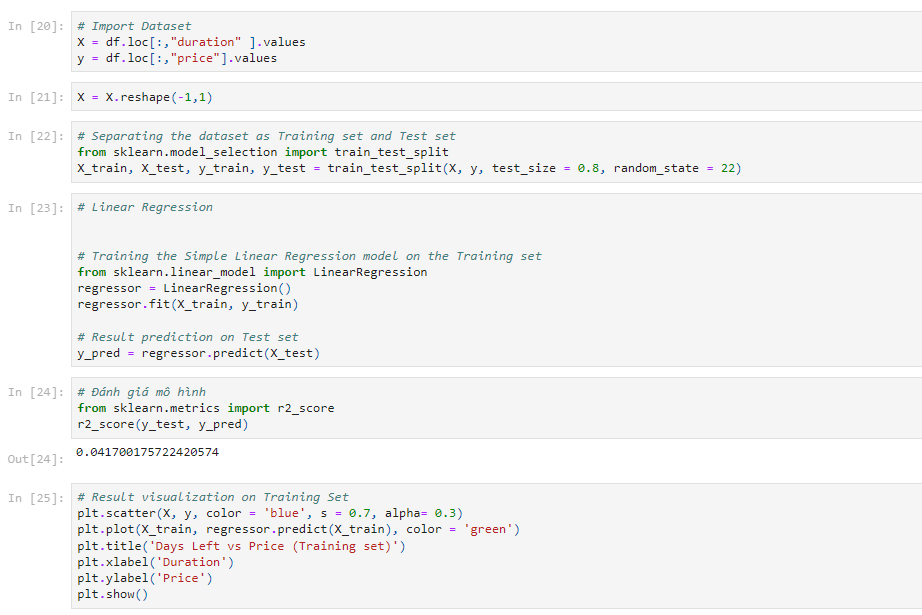 In [20]:
# Import Dataset
X = df.loc[:,"duration" ].values
y = df.loc[:,"price"].values
In [21]:
X = X.reshape(-1,1)
In [22]:
# Separating the dataset as Training set and Test set
from sklearn.model_selection import train_test_split
X_train, X_test, y_train, y_test = train_test_split(X, y, test_size = 0.8, random_state = 22)
In [23]:
# Linear Regression
# Training the Simple Linear Regression model on the Training set
from sklearn.linear_model import LinearRegression
regressor = LinearRegression()
regressor.fit(X_train, y_train)
# Result prediction on Test set
y_pred = regressor.predict(X_test)
In [24]:
# Đánh giá mô hình
from sklearn.metrics import r2_score
r2_score(y_test, y_pred)
Out[24]:
0.041700175722420574
In [25]:
# Result visualization on Training Set
plt.scatter(X, y, color = 'blue', s = 0.7, alpha= 0.3)
plt.plot(X_train, regressor.predict(X_train), color = 'green')
plt.title('Days Left vs Price (Training set)')
plt.xlabel('Duration')
plt.ylabel('Price')
plt.show()